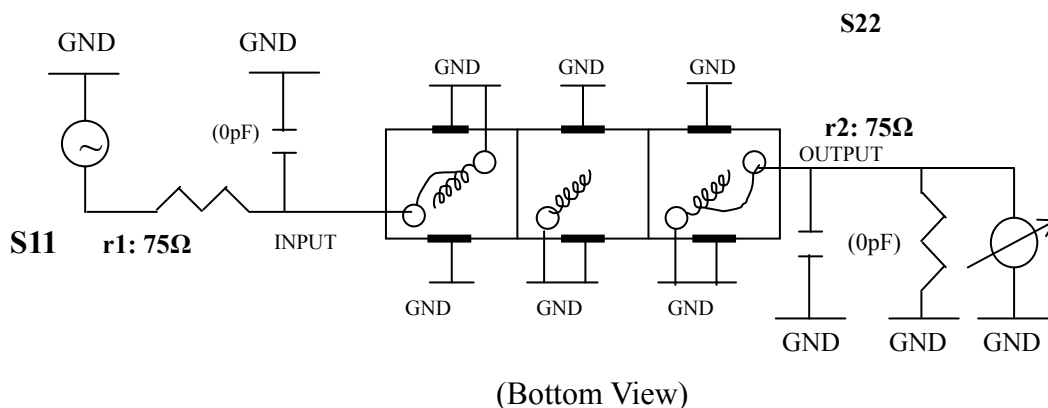 S22
GND
GND
GND
GND
GND
(0pF)
r2: 75Ω
OUTPUT
S11
r1: 75Ω
INPUT
(0pF)
GND
GND
GND
GND
GND
GND
(Bottom View)